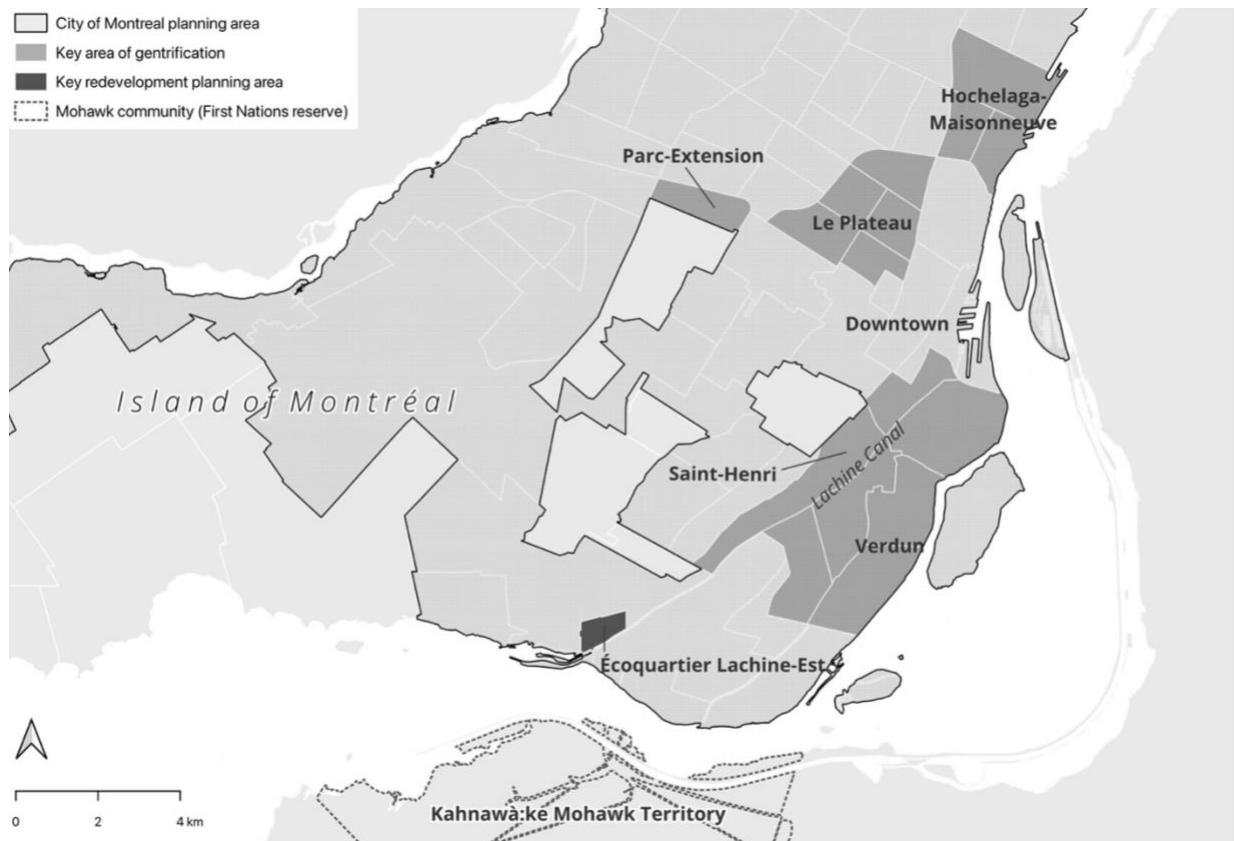 City of Montreal planning area
Key area of gentrification
Key redevelopment planning area
Mohawk community (First Nations reserve)
Hochelaga-
Maisonneuve
Parc-Extension
Le Plateau
Downtown
Island of Montréal
Lachine Canal
Saint-Henri
Verdun
Écoquartier Lachine-Est
Kahnawà:ke Mohawk Territory
0 2 4 km